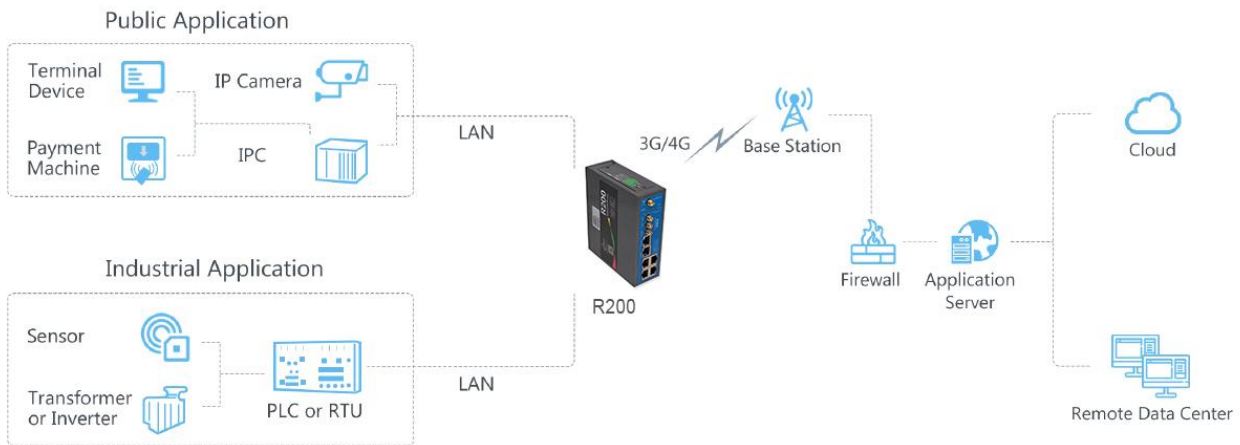 Public Application
Terminal
Device
IP Camera
Payment
Machine
IPC
LAN
3G/4G
Base Station
Cloud
R200
Firewall
Application
Server
R200
Industrial Application
Sensor
Transformer
or Inverter
PLC or RTU
LAN
Remote Data Center